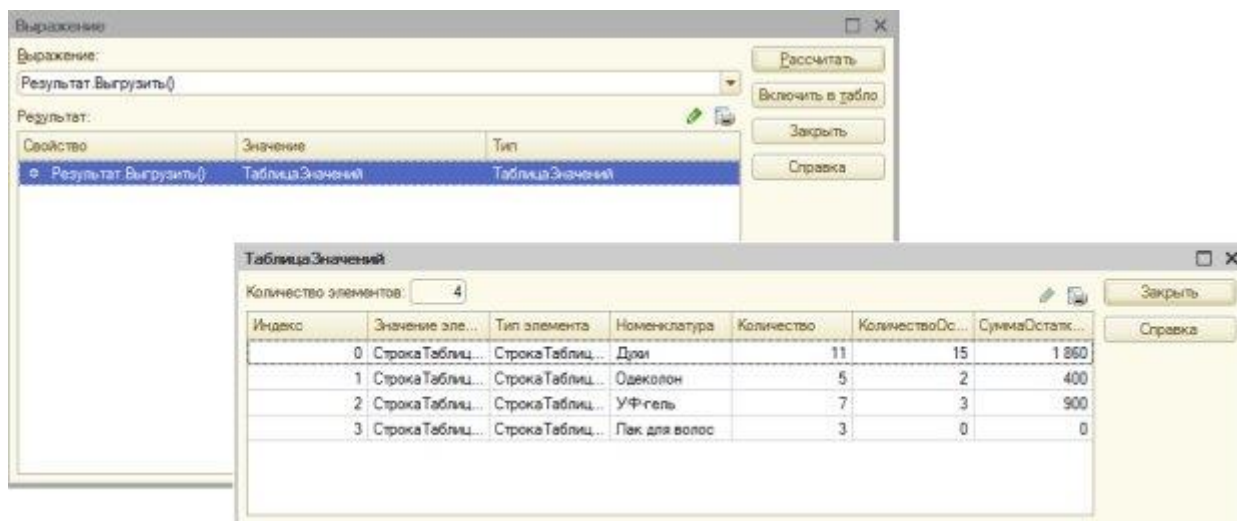 Выражение
Выражение:
Рассчитать
Результат.Выгрузить()
Включить в табло
Результат:
Закрыть
Свойство Значение Тип
Результат.Выгрузить() ТаблицаЗначений ТаблицаЗначений
Справка
ТаблицаЗначений
Количество элементов: 4
Закрыть
Индекс Значение эле... Тип элемента Номенклатура Количество КоличествоОс... СуммаОстатк...
Справка
0 СтрокаТаблиц... СтрокаТаблиц... Духи 11 15 1 860
1 СтрокаТаблиц... СтрокаТаблиц... Одеколон 5 2 400
2 СтрокаТаблиц... СтрокаТаблиц... УФ-гель 7 3 900
3 СтрокаТаблиц... СтрокаТаблиц... Лак для волос 3 0 0